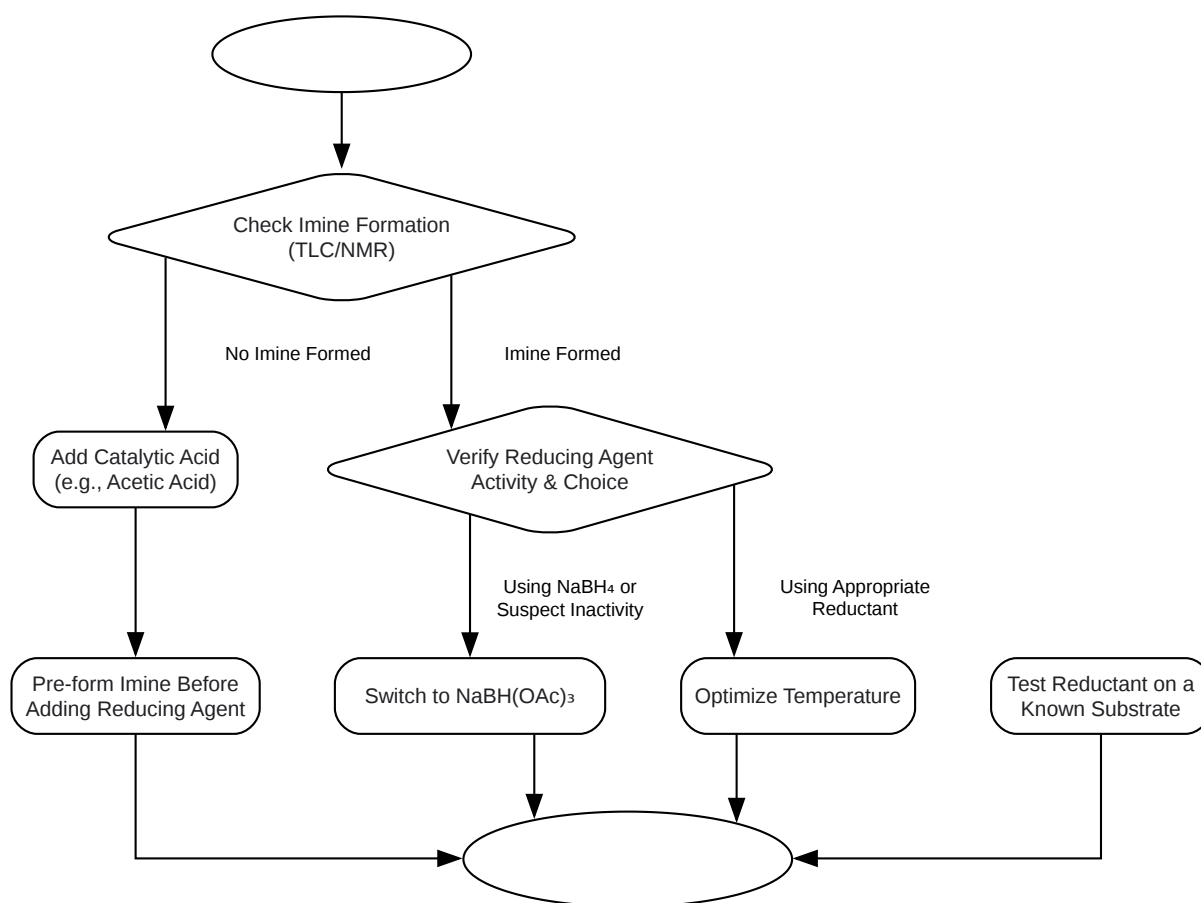 Check Imine Formation
(TLC/NMR)
No Imine Formed
Imine Formed
Add Catalytic Acid
(e.g., Acetic Acid)
Verify Reducing Agent
Activity & Choice
Using NaBH₄ or
Suspect Inactivity
Using Appropriate
Reductant
Pre-form Imine Before
Adding Reducing Agent
Switch to NaBH(OAc)₃
Optimize Temperature
Test Reductant on a
Known Substrate